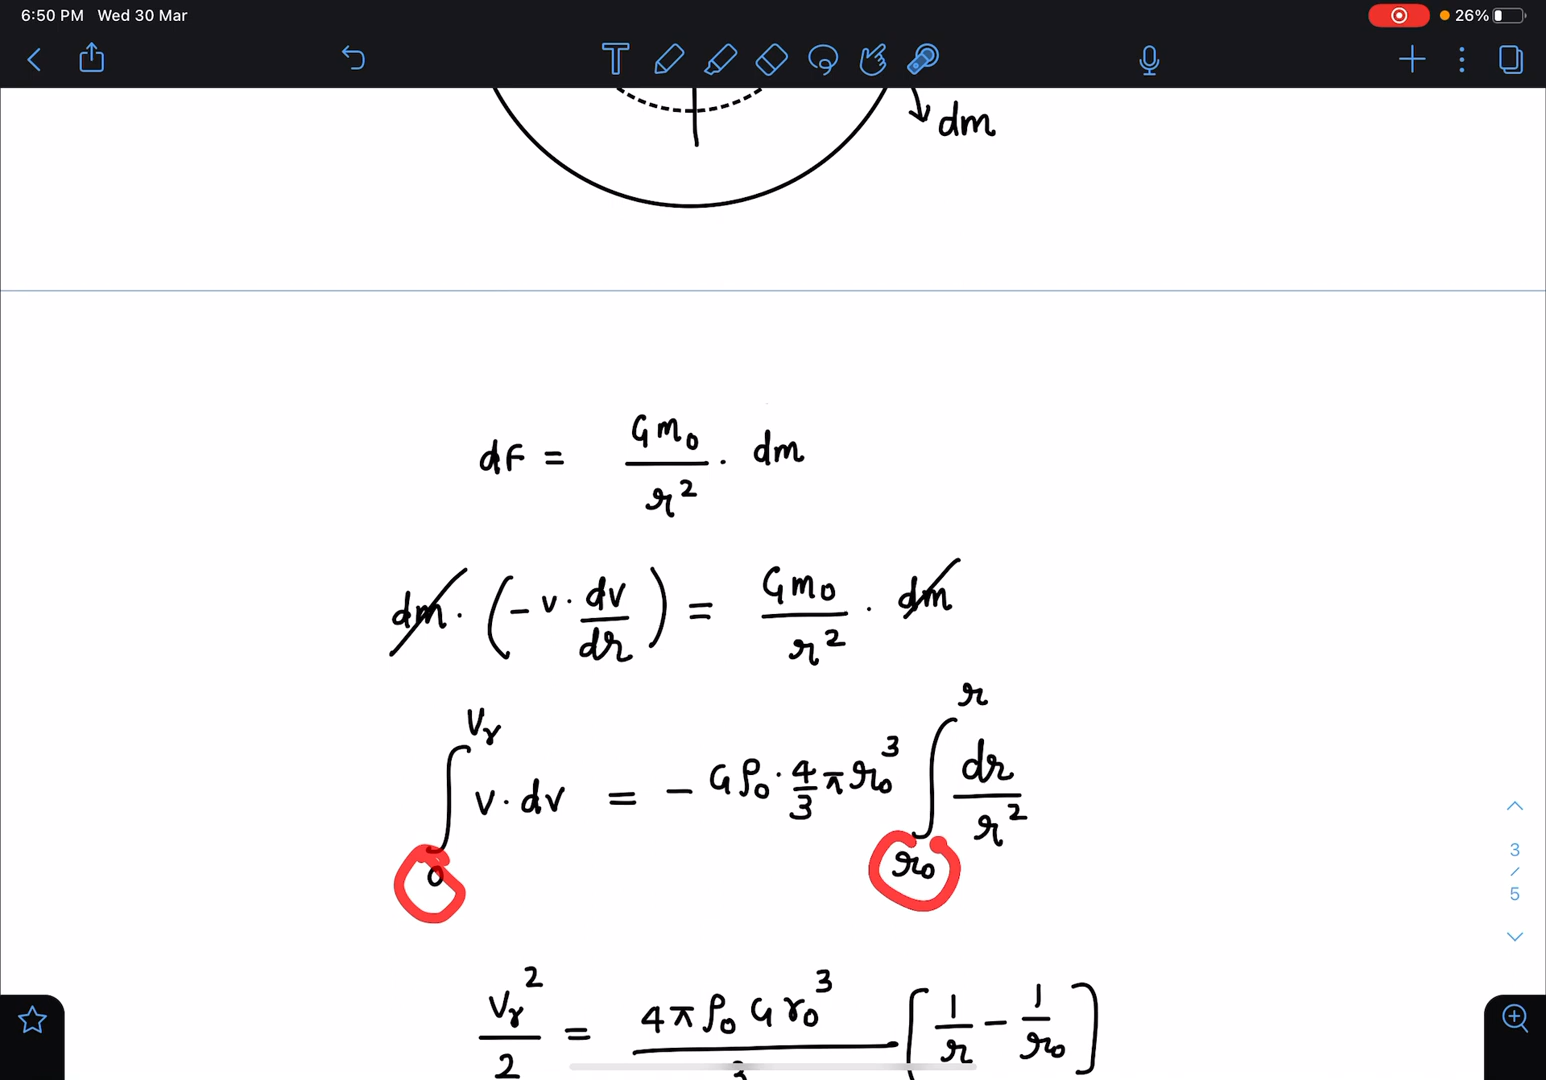 6:50 PM Wed 30 Mar
26%
dm
dF = Gm₀/r² . dm
dm . (-v . dv/dr) = Gm₀/r² . dm
∫₀^{Vᵣ} v . dv = - Gρ₀ . 4/3 π r₀³ ∫_{r₀}^{r} dr/r²
3
/
5
Vᵣ²/2 = 4πρ₀Gr₀³/3 [1/r - 1/r₀]